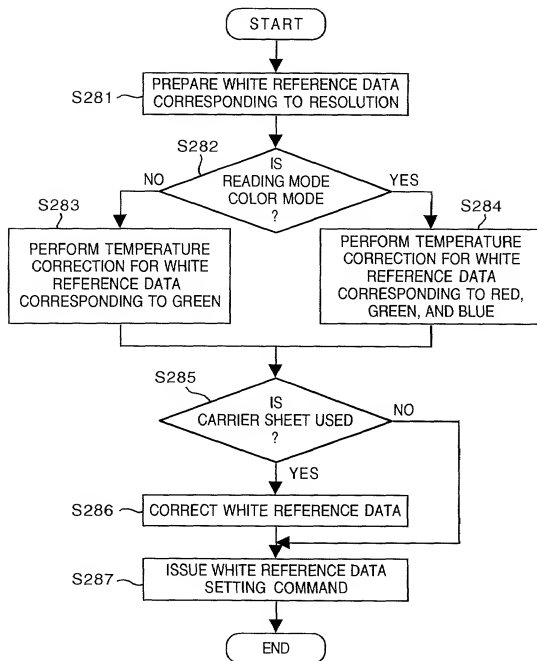 START
S281
PREPARE WHITE REFERENCE DATA
CORRESPONDING TO RESOLUTION
S282
IS
READING MODE
COLOR MODE
?
NO
YES
S283
PERFORM TEMPERATURE
CORRECTION FOR WHITE
REFERENCE DATA
CORRESPONDING TO GREEN
S284
PERFORM TEMPERATURE
CORRECTION FOR WHITE
REFERENCE DATA
CORRESPONDING TO RED,
GREEN, AND BLUE
S285
IS
CARRIER SHEET USED
?
NO
YES
S286
CORRECT WHITE REFERENCE DATA
S287
ISSUE WHITE REFERENCE DATA
SETTING COMMAND
END